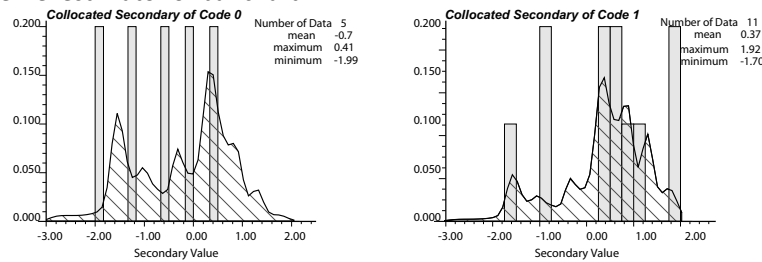 Collocated Secondary of Code 0
Number of Data 5
mean -0.7
maximum 0.41
minimum -1.99
0.200
0.150
0.100
0.050
0.000
-3.00 -2.00 -1.00 0.00 1.00 2.00
Secondary Value
Collocated Secondary of Code 1
Number of Data 11
mean 0.37
maximum 1.92
minimum -1.70
0.200
0.150
0.100
0.050
0.000
-3.00 -2.00 -1.00 0.00 1.00 2.00
Secondary Value